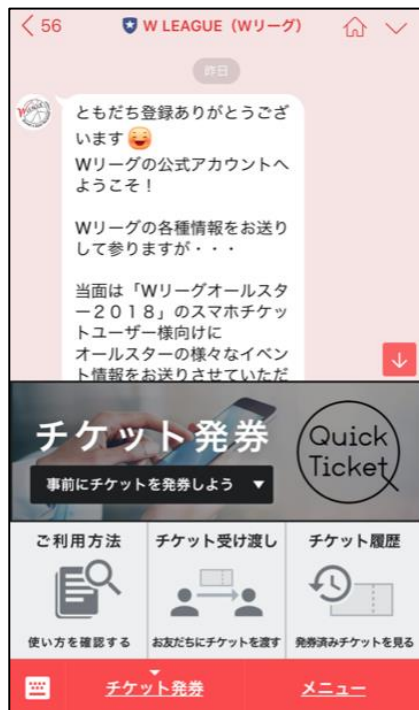 56
W LEAGUE（Wリーグ）
昨日
ともだち登録ありがとうござ
います
Wリーグの公式アカウントへ
ようこそ！
Wリーグの各種情報をお送り
して参りますが・・・
当面は「Wリーグオールスタ
ー２０１８」のスマホチケッ
トユーザー様向けに
オールスターの様々なイベン
ト情報をお送りさせていただ
チケット発券
Quick
Ticket
事前にチケットを発券しよう ▼
ご利用方法
チケット受け渡し
チケット履歴
使い方を確認する
お友だちにチケットを渡す
発券済みチケットを見る
チケット発券
メニュー